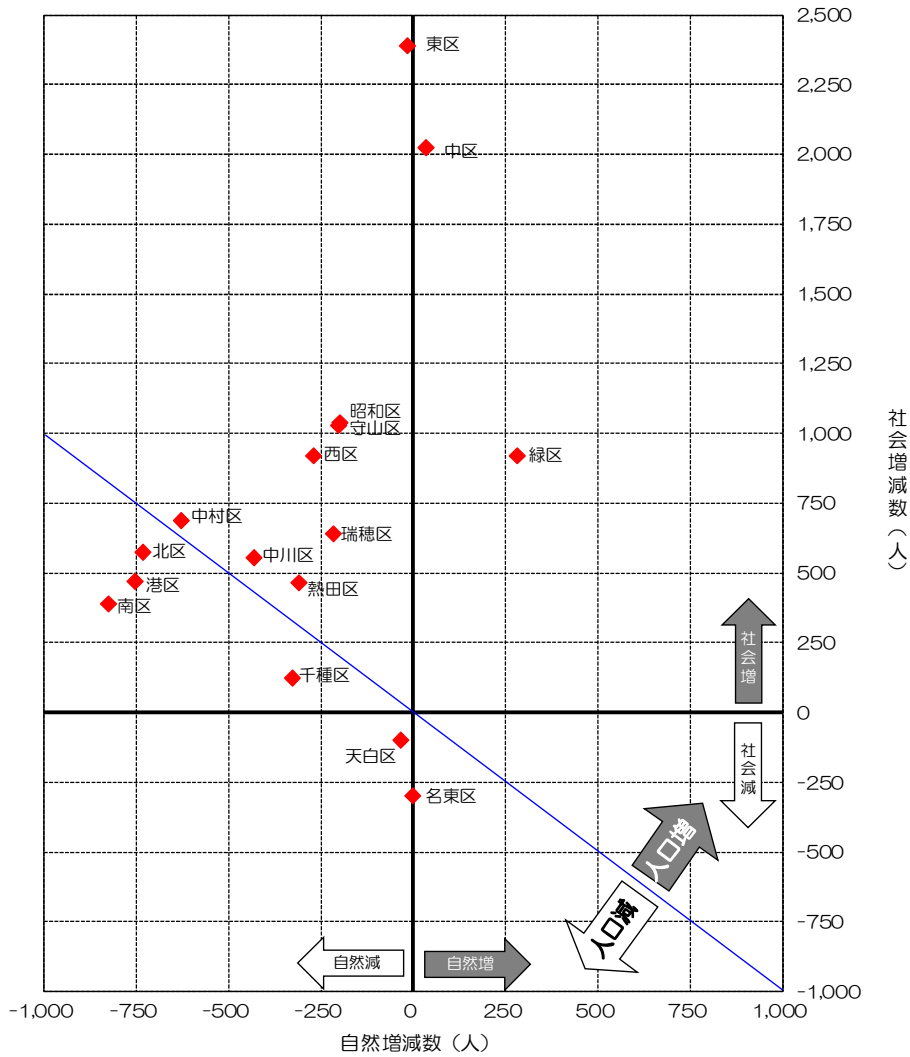 2,500
東区
2,250
中区
2,000
1,750
1,500
1,250
昭和区
守山区
1,000
西区
緑区
750
中村区
瑞穂区
北区
中川区
500
港区
熱田区
南区
250
千種区
0
天白区
-250
名東区
-500
-750
-1,000
社会増減数（人）
社会増
社会減
人口増
人口減
自然減
自然増
-1,000 -750 -500 -250 0 250 500 750 1,000
自然増減数（人）